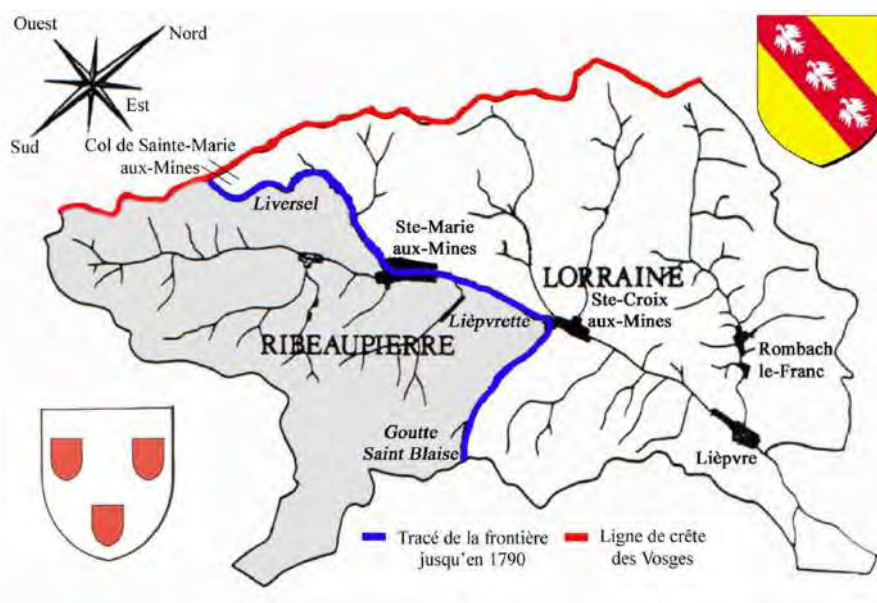 Ouest
Nord
Est
Sud
Col de Sainte-Marie
aux-Mines
Liversel
Ste-Marie
aux-Mines
LORRAINE
Ste-Croix
aux-Mines
Lièpvrette
RIBEAUPIERRE
Rombach
le-Franc
Goutte
Saint Blaise
Lièpvre
Tracé de la frontière
jusqu'en 1790
Ligne de crête
des Vosges